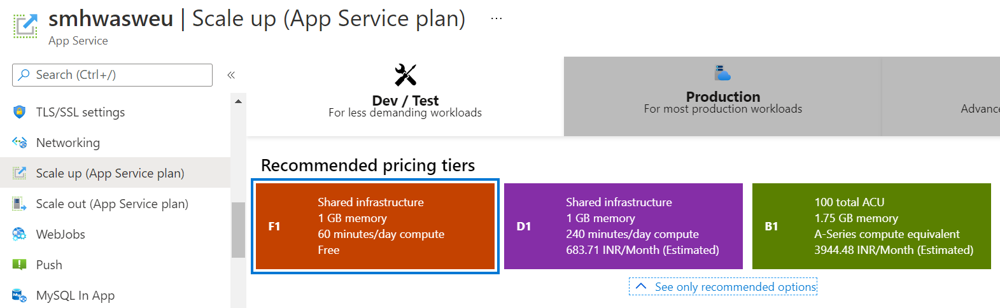 smhwasweu | Scale up (App Service plan) ...
App Service
Search (Ctrl+/)
«
TLS/SSL settings
Networking
Scale up (App Service plan)
Scale out (App Service plan)
WebJobs
Push
MySQL In App
Dev / Test
For less demanding workloads
Production
For most production workloads
Advance
Recommended pricing tiers
F1
Shared infrastructure
1 GB memory
60 minutes/day compute
Free
D1
Shared infrastructure
1 GB memory
240 minutes/day compute
683.71 INR/Month (Estimated)
B1
100 total ACU
1.75 GB memory
A-Series compute equivalent
3944.48 INR/Month (Estimated)
See only recommended options